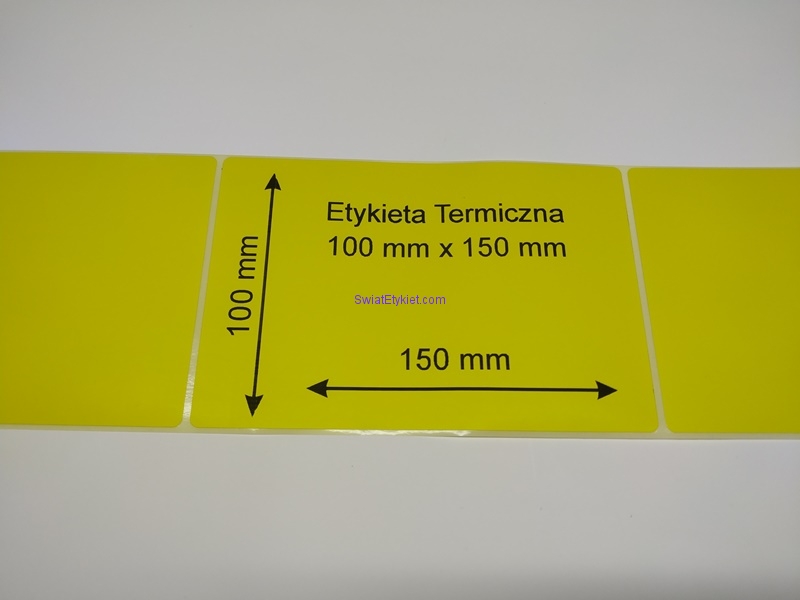 Etykieta Termiczna
100 mm x 150 mm
100 mm
SwiatEtykiet.com
150 mm